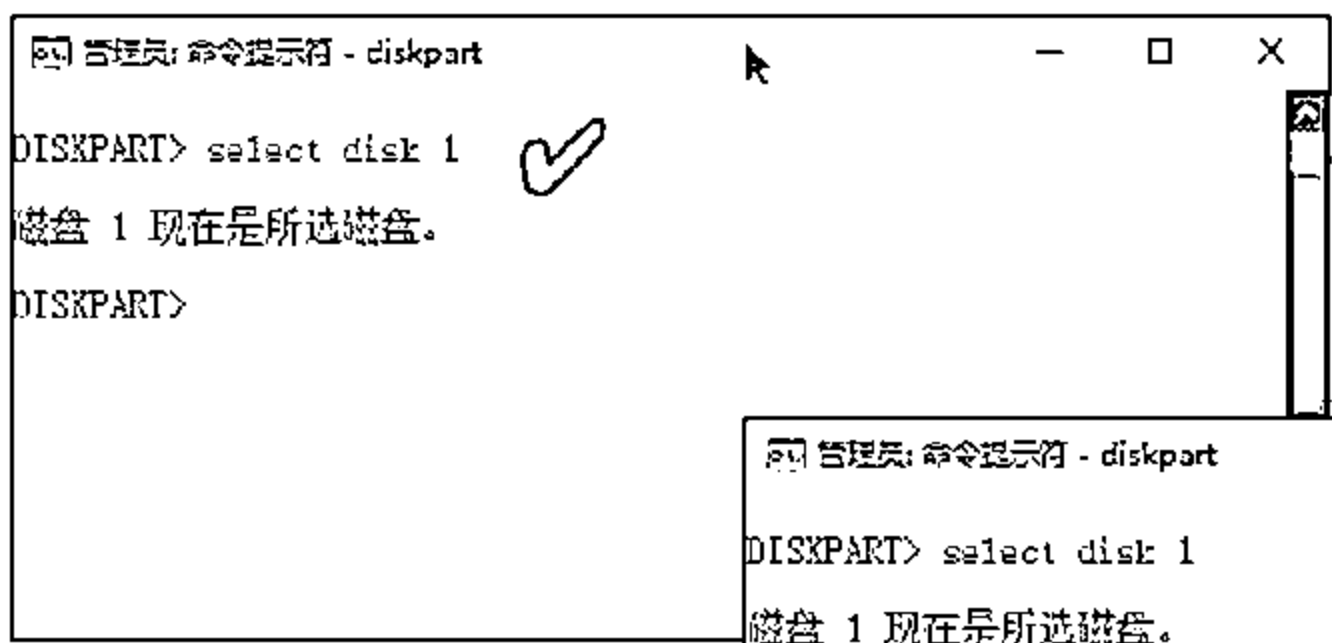 管理员: 命令提示符 - diskpart
DISKPART> select disk 1
磁盘 1 现在是所选磁盘。
DISKPART>
管理员: 命令提示符 - diskpart
DISKPART> select disk 1
磁盘 1 现在是所选磁盘。